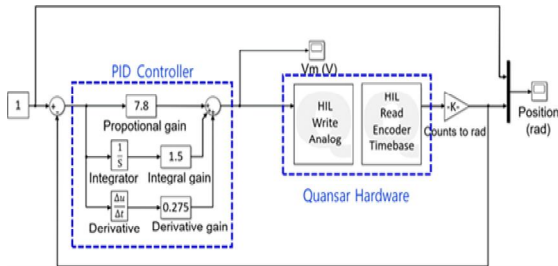 Vm (V)
PID Controller
1
7.8
Propotional gain
1
S
Integrator
1.5
Integral gain
Δu
Δt
Derivative
0.275
Derivative gain
HIL
Write
Analog
HIL
Read
Encoder
Timebase
Quansar Hardware
-K-
Counts to rad
Position
(rad)